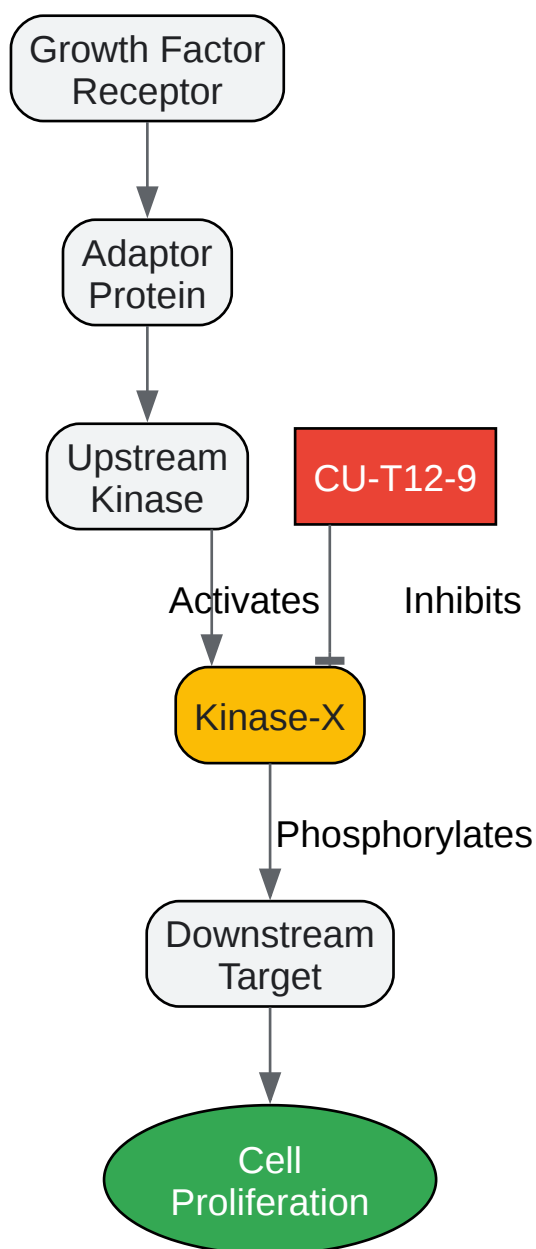 Growth Factor
Receptor
Adaptor
Protein
Upstream
Kinase
CU-T12-9
Activates
Inhibits
Kinase-X
Phosphorylates
Downstream
Target
Cell
Proliferation